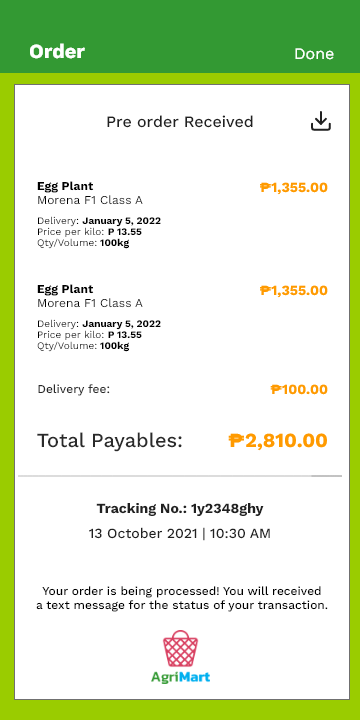 Order
Done
Pre order Received
Egg Plant ₱1,355.00
Morena F1 Class A
Delivery: January 5, 2022
Price per kilo: P 13.55
Qty/Volume: 100kg
Egg Plant ₱1,355.00
Morena F1 Class A
Delivery: January 5, 2022
Price per kilo: P 13.55
Qty/Volume: 100kg
Delivery fee: ₱100.00
Total Payables: ₱2,810.00
Tracking No.: 1y2348ghy
13 October 2021 | 10:30 AM
Your order is being processed! You will received
a text message for the status of your transaction.
AgriMart